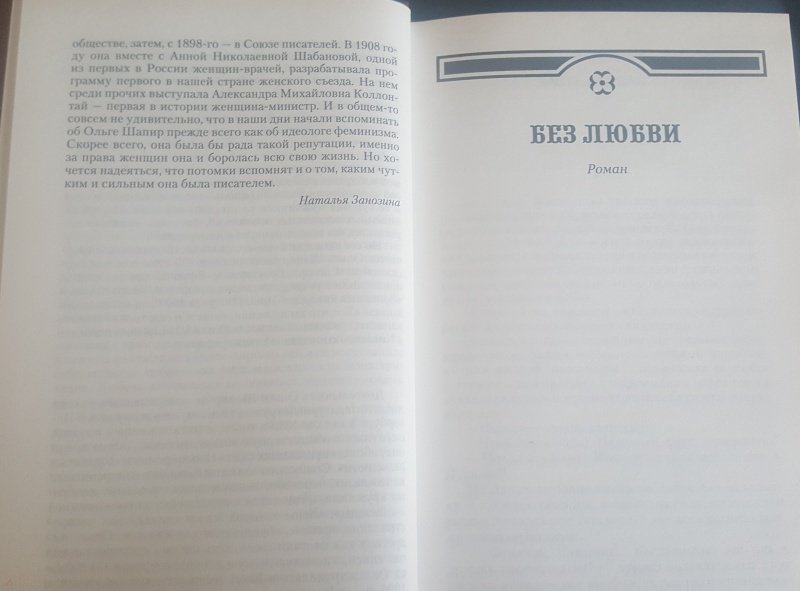 обществе, затем, с 1898-го — в Союзе писателей. В 1908 го-
ду она вместе с Анной Николаевной Шабановой, одной
из первых в России женщин-врачей, разрабатывала про-
грамму первого в нашей стране женского съезда. На нем
среди прочих выступала Александра Михайловна Коллон-
тай — первая в истории женщина-министр. И в общем-то
совсем не удивительно, что в наши дни начали вспоминать
об Ольге Шапир прежде всего как об идеологе феминизма.
Скорее всего, она была бы рада такой репутации, именно
за права женщин она и боролась всю свою жизнь. Но хо-
чется надеяться, что потомки вспомнят и о том, каким чут-
ким и сильным она была писателем.
Наталья Занозина
БЕЗ ЛЮБВИ
Роман